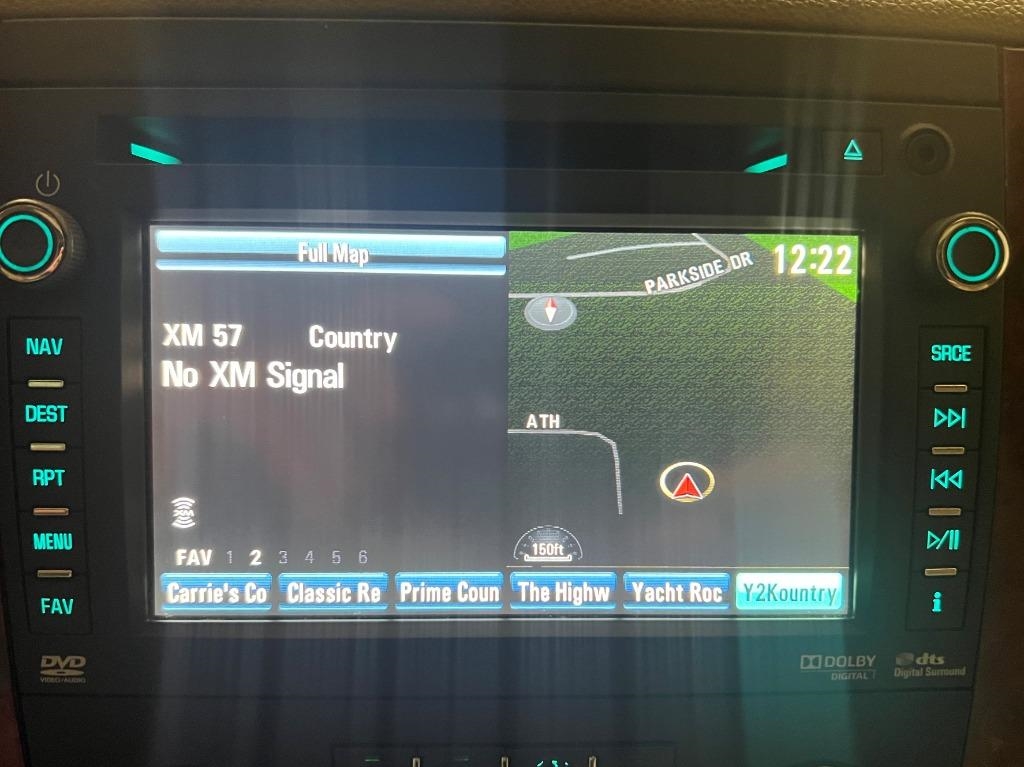 Full Map
12:22
PARKSIDE DR
XM 57 Country
No XM Signal
ATH
XM
150ft
FAV 1 2 3 4 5 6
Carrie's Co Classic Re Prime Coun The Highw Yacht Roc Y2Kountry
NAV
DEST
RPT
MENU
FAV
SRCE
i
DVD
VIDEO/AUDIO
DOLBY
DIGITAL
dts
Digital Surround